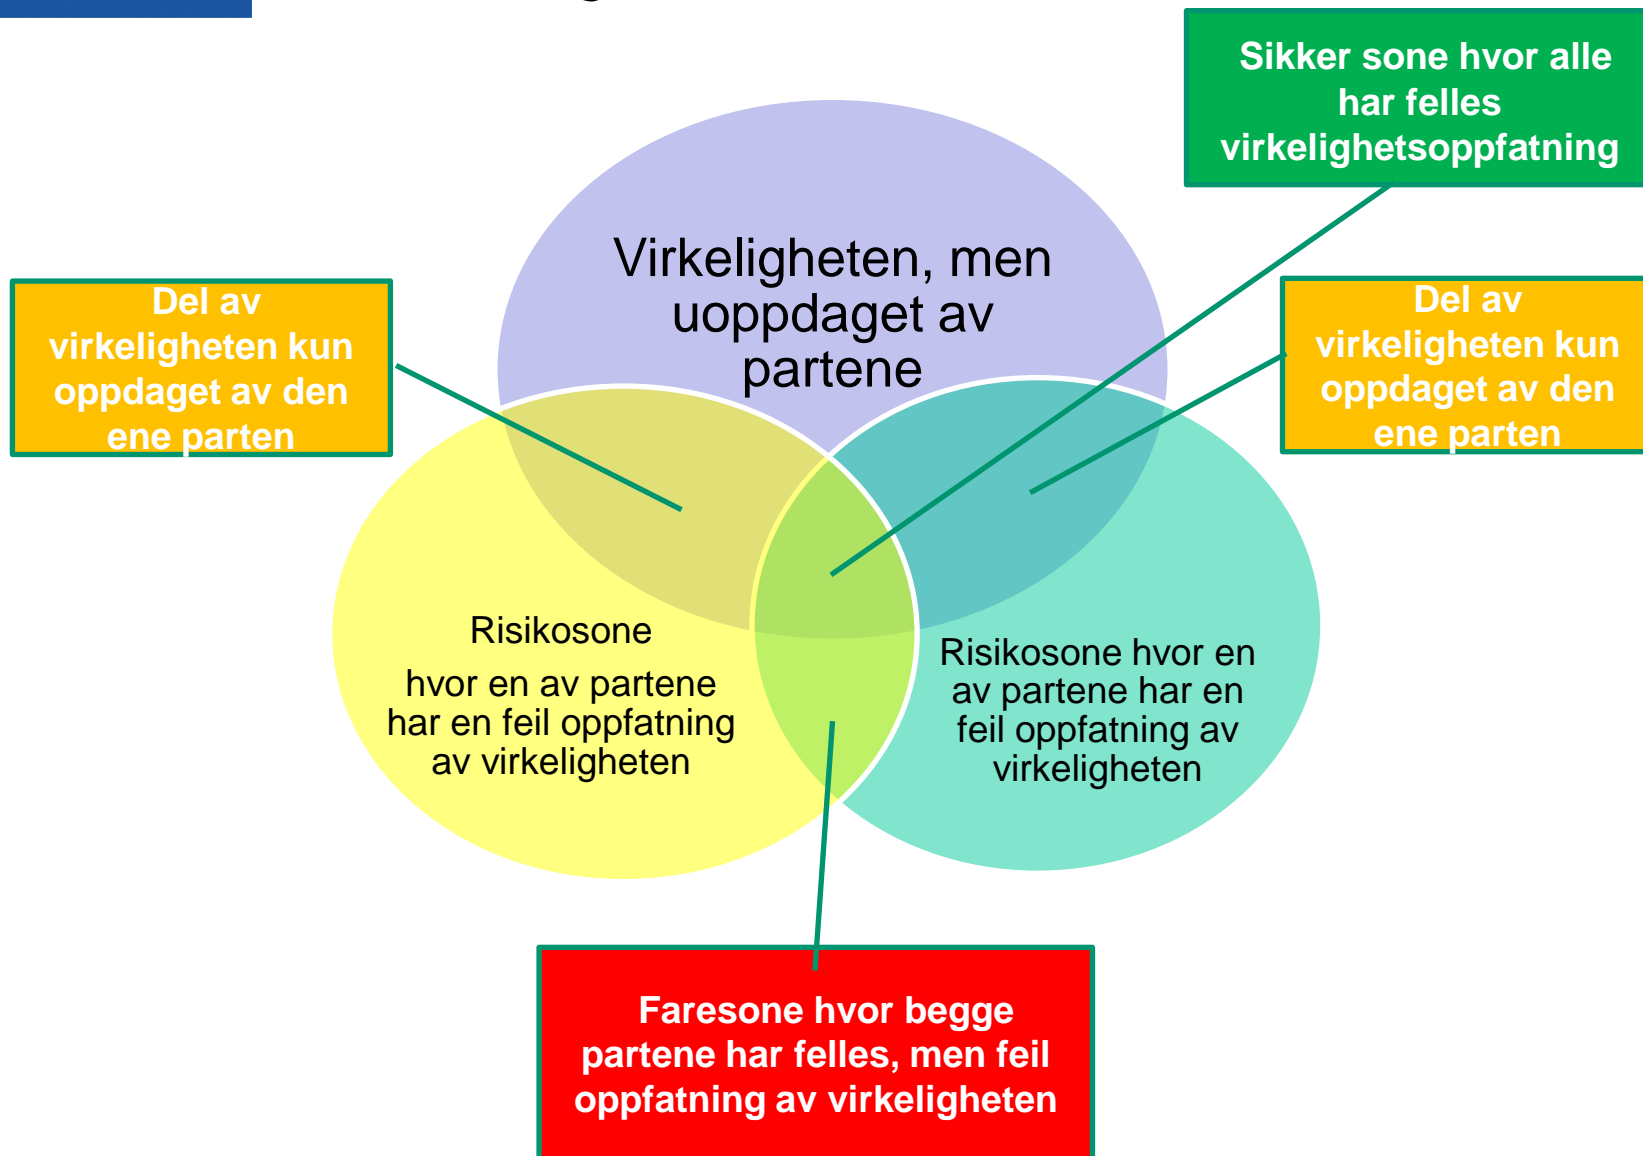 Sikker sone hvor alle
har felles
virkelighetsoppfatning
Virkeligheten, men
uoppdaget av
partene
Del av
virkeligheten kun
oppdaget av den
ene parten
Del av
virkeligheten kun
oppdaget av den
ene parten
Risikosone
hvor en av partene
har en feil oppfatning
av virkeligheten
Risikosone hvor en
av partene har en
feil oppfatning av
virkeligheten
Faresone hvor begge
partene har felles, men feil
oppfatning av virkeligheten